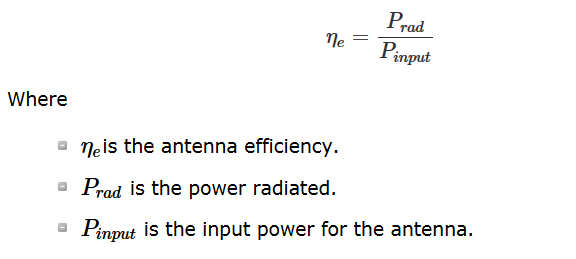 ηe = Prad / Pinput
Where
ηe is the antenna efficiency.
Prad is the power radiated.
Pinput is the input power for the antenna.